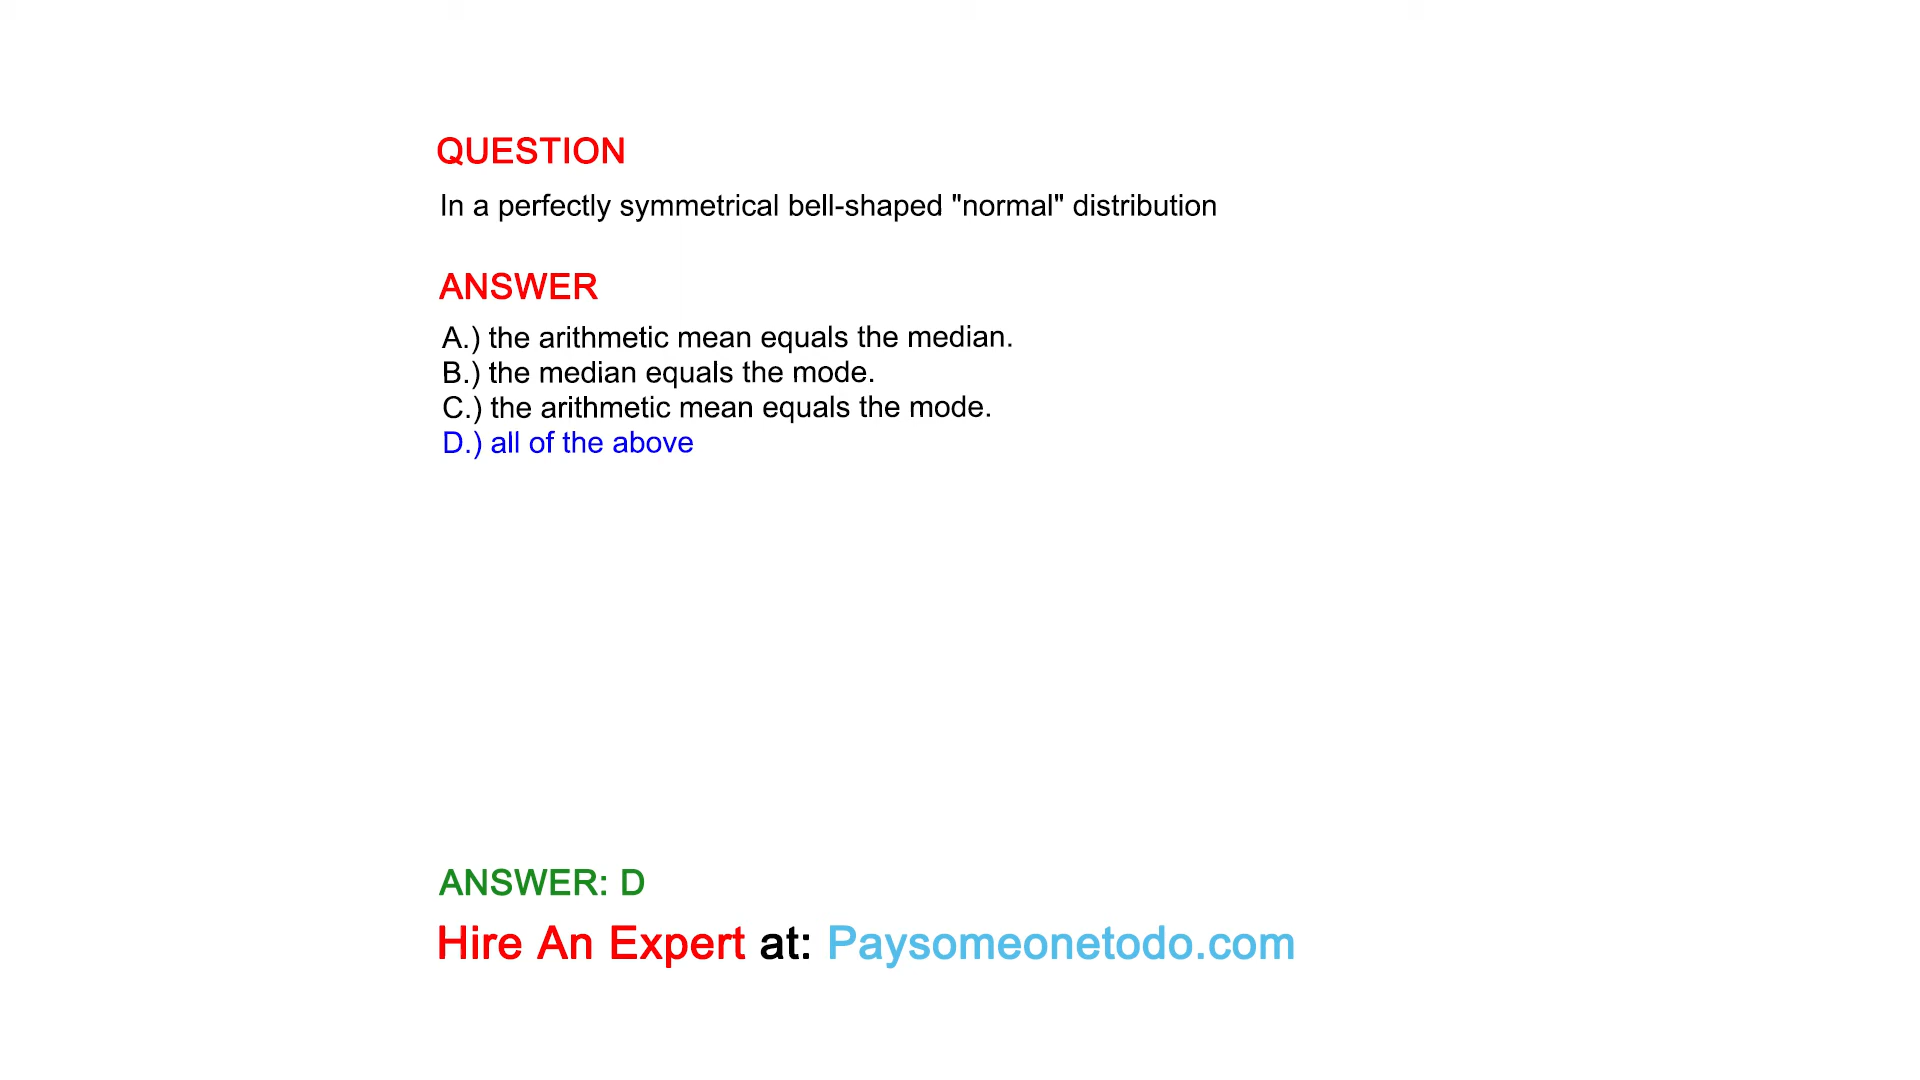 QUESTION
In a perfectly symmetrical bell-shaped "normal" distribution
ANSWER
A.) the arithmetic mean equals the median.
B.) the median equals the mode.
C.) the arithmetic mean equals the mode.
D.) all of the above
ANSWER: D
Hire An Expert at: Paysomeonetodo.com